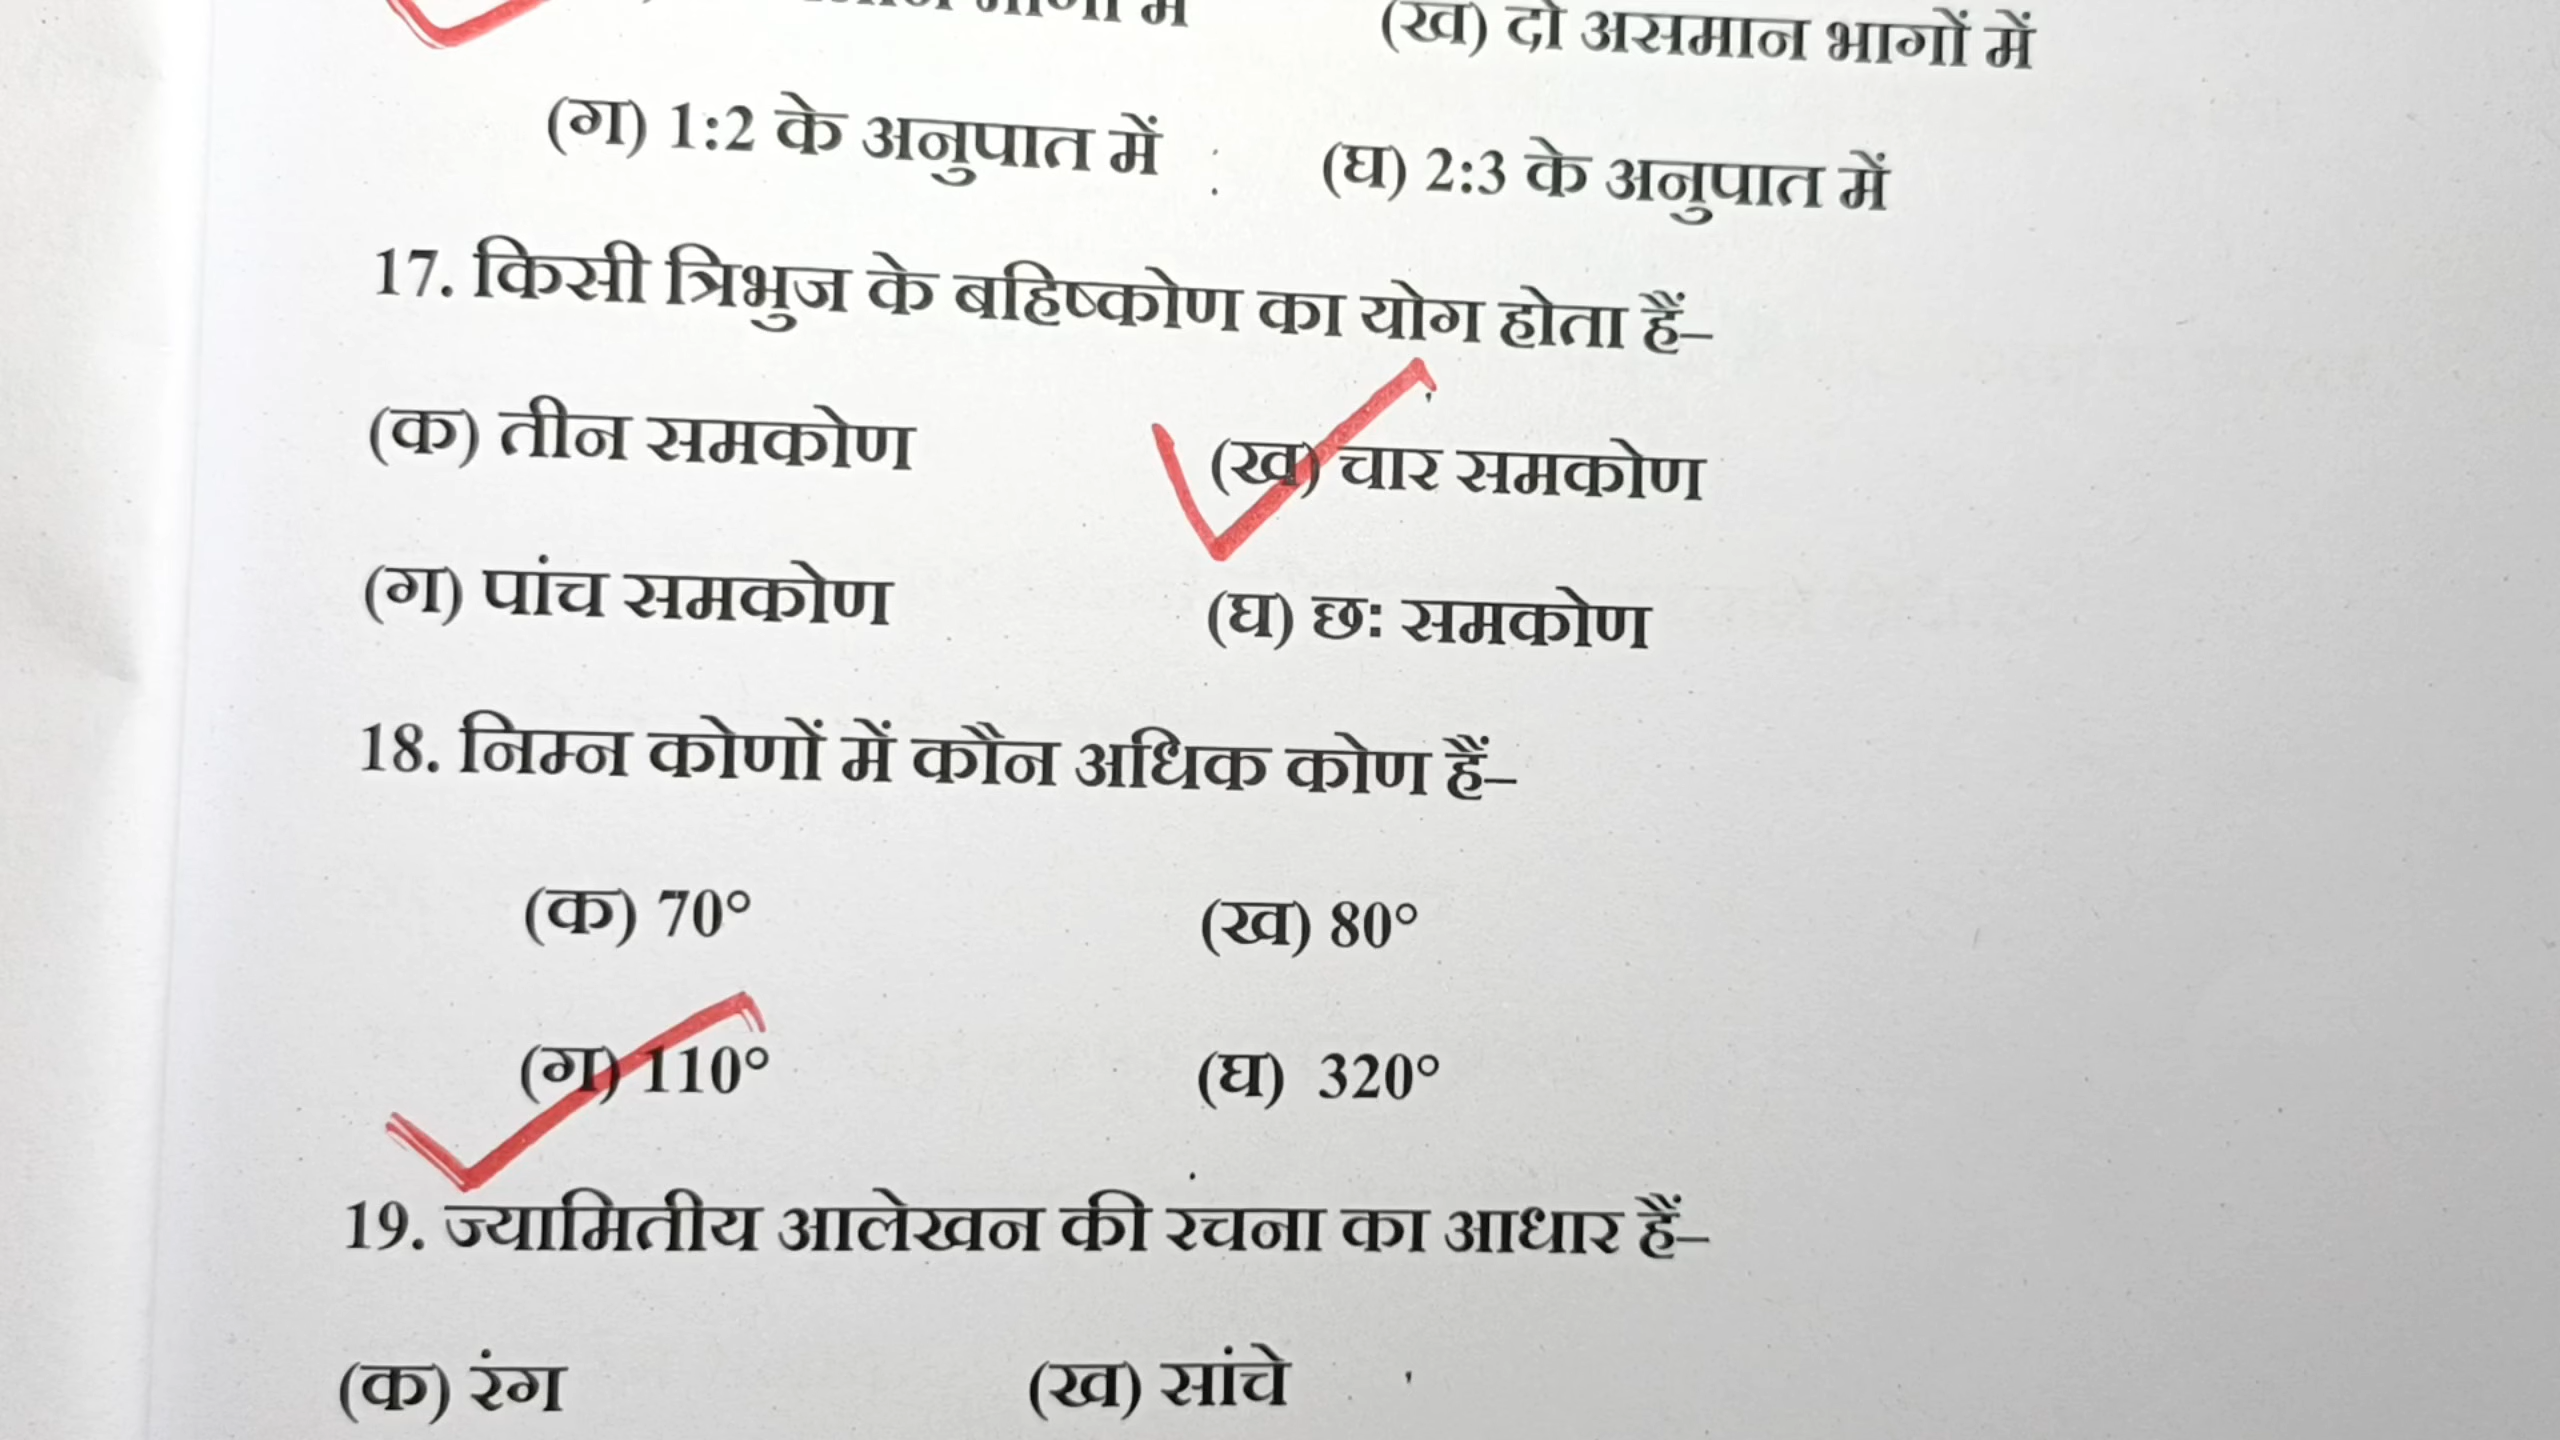 (ख) दो असमान भागों में
(ग) 1:2 के अनुपात में (घ) 2:3 के अनुपात में
17. किसी त्रिभुज के बहिष्कोण का योग होता हैं–
(क) तीन समकोण (ख) चार समकोण
(ग) पांच समकोण (घ) छः समकोण
18. निम्न कोणों में कौन अधिक कोण हैं–
(क) 70° (ख) 80°
(ग) 110° (घ) 320°
19. ज्यामितीय आलेखन की रचना का आधार हैं–
(क) रंग (ख) सांचे